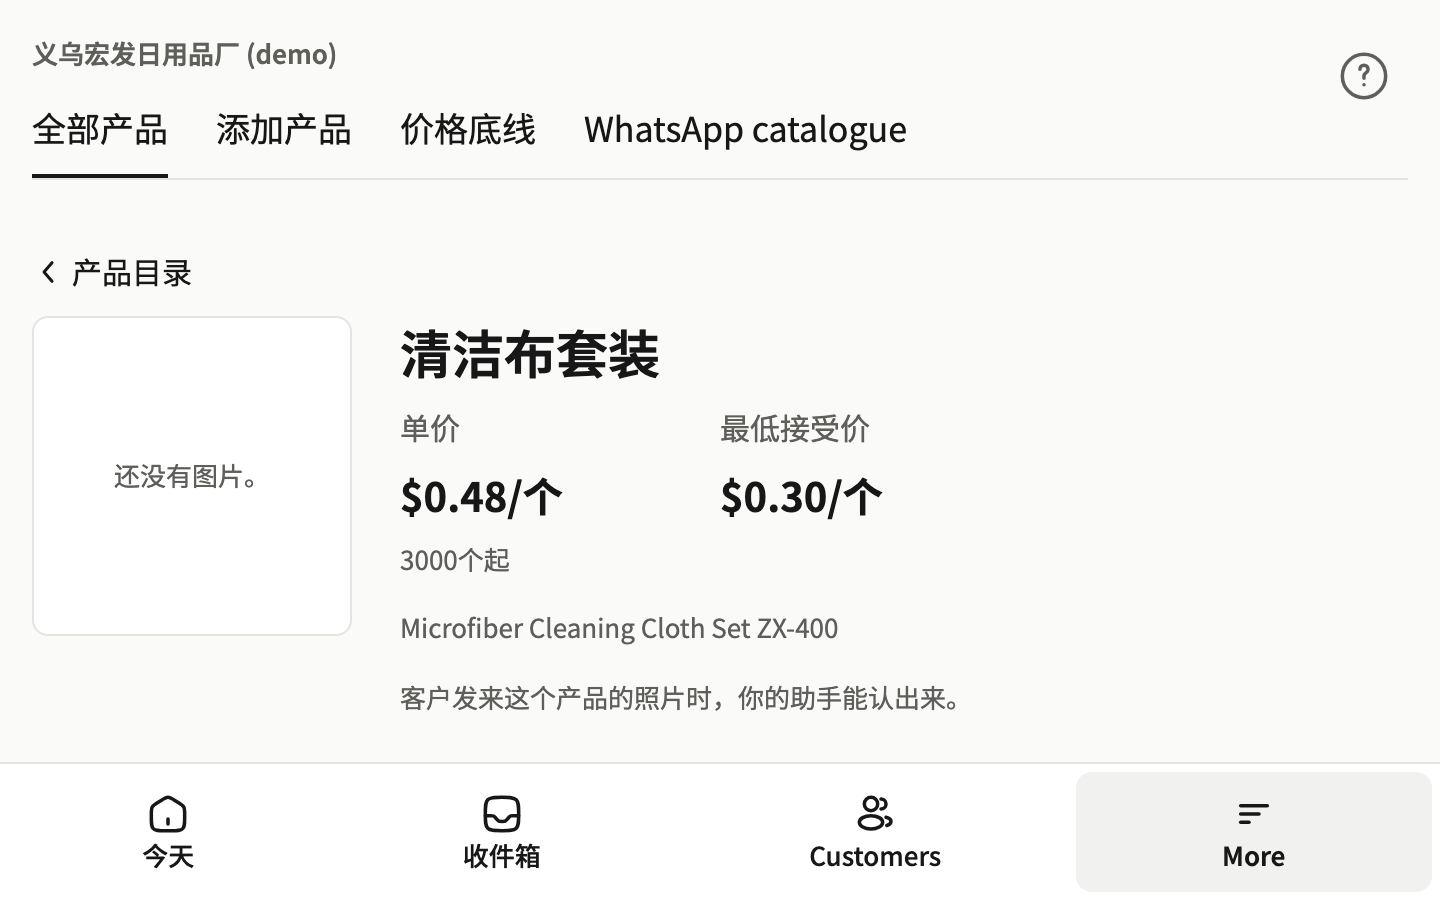 义乌宏发日用品厂 (demo)
全部产品 添加产品 价格底线 WhatsApp catalogue
产品目录
还没有图片。
清洁布套装
单价 最低接受价
$0.48/个 $0.30/个
3000个起
Microfiber Cleaning Cloth Set ZX-400
客户发来这个产品的照片时，你的助手能认出来。
今天 收件箱 Customers More